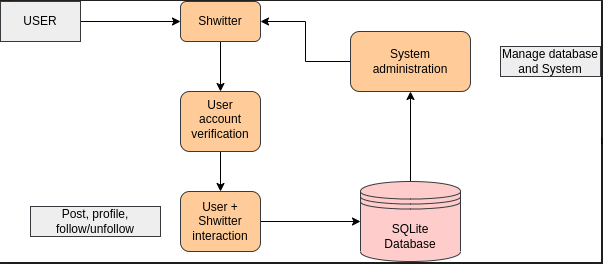 USER
Shwitter
System
administration
Manage database
and System
User
account
verification
Post, profile,
follow/unfollow
User +
Shwitter
interaction
SQLite
Database